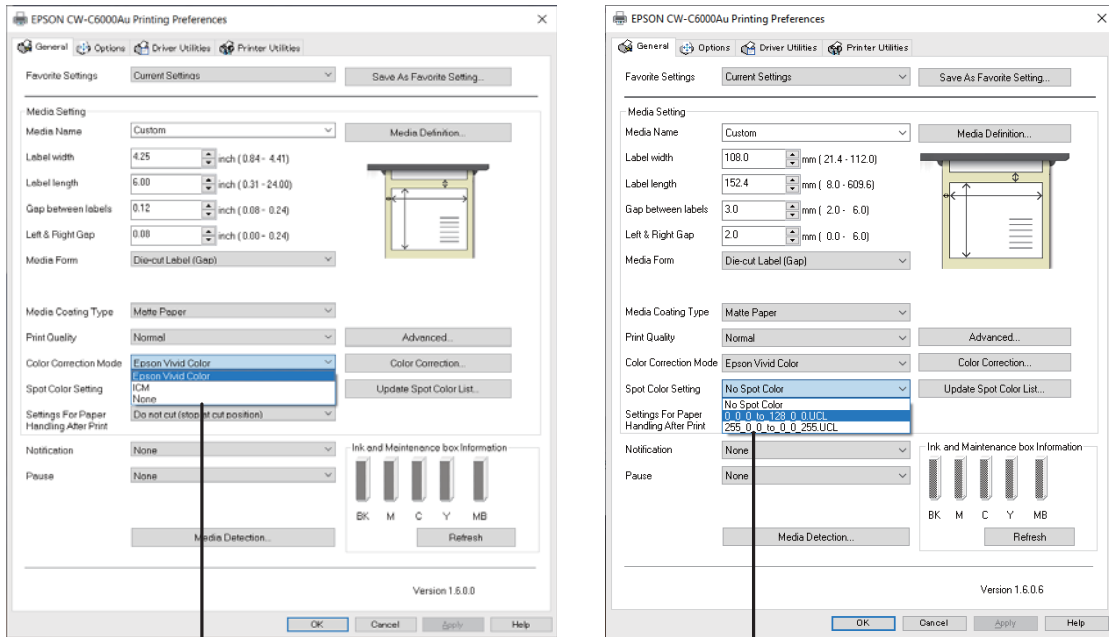 EPSON CW-C6000Au Printing Preferences
General Options Driver Utilities Printer Utilities
Favorite Settings Current Settings Save As Favorite Setting...
Media Setting
Media Name Custom Media Definition...
Label width 4.25 inch ( 0.84 - 4.41)
Label length 6.00 inch ( 0.31 - 24.00)
Gap between labels 0.12 inch ( 0.08 - 0.24)
Left & Right Gap 0.08 inch ( 0.00 - 0.24)
Media Form Die-cut Label (Gap)
Media Coating Type Matte Paper
Print Quality Normal Advanced...
Color Correction Mode Epson Vivid Color Color Correction...
Epson Vivid Color
Spot Color Setting ICM Update Spot Color List...
None
Settings For Paper Do not cut (stop at cut position)
Handling After Print
Notification None Ink and Maintenance box Information
Pause None
BK M C Y MB
Media Detection... Refresh
Version 1.6.0.0
OK Cancel Apply Help
EPSON CW-C6000Au Printing Preferences
General Options Driver Utilities Printer Utilities
Favorite Settings Current Settings Save As Favorite Setting...
Media Setting
Media Name Custom Media Definition...
Label width 108.0 mm ( 21.4 - 112.0)
Label length 152.4 mm ( 8.0 - 609.6)
Gap between labels 3.0 mm ( 2.0 - 6.0)
Left & Right Gap 2.0 mm ( 0.0 - 6.0)
Media Form Die-cut Label (Gap)
Media Coating Type Matte Paper
Print Quality Normal Advanced...
Color Correction Mode Epson Vivid Color Color Correction...
Spot Color Setting No Spot Color Update Spot Color List...
No Spot Color
Settings For Paper 0_0_0_to_128_0_0.UCL
Handling After Print 255_0_0_to_0_0_255.UCL
Notification None Ink and Maintenance box Information
Pause None
BK M C Y MB
Media Detection... Refresh
Version 1.6.0.6
OK Cancel Apply Help